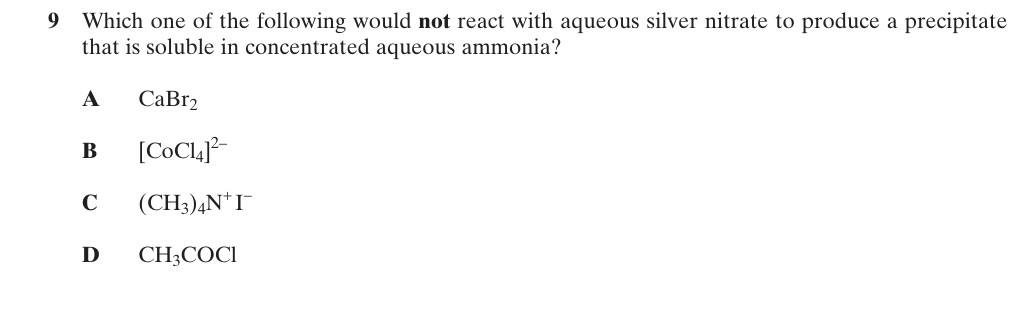 9 Which one of the following would not react with aqueous silver nitrate to produce a precipitate
that is soluble in concentrated aqueous ammonia?
A CaBr₂
B [CoCl₄]²⁻
C (CH₃)₄N⁺I⁻
D CH₃COCl